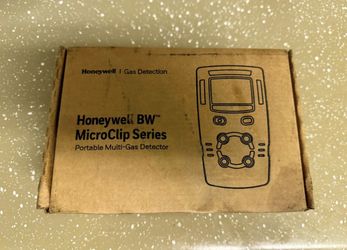 Honeywell | Gas Detection
Honeywell BW™
MicroClip Series
Portable Multi-Gas Detector